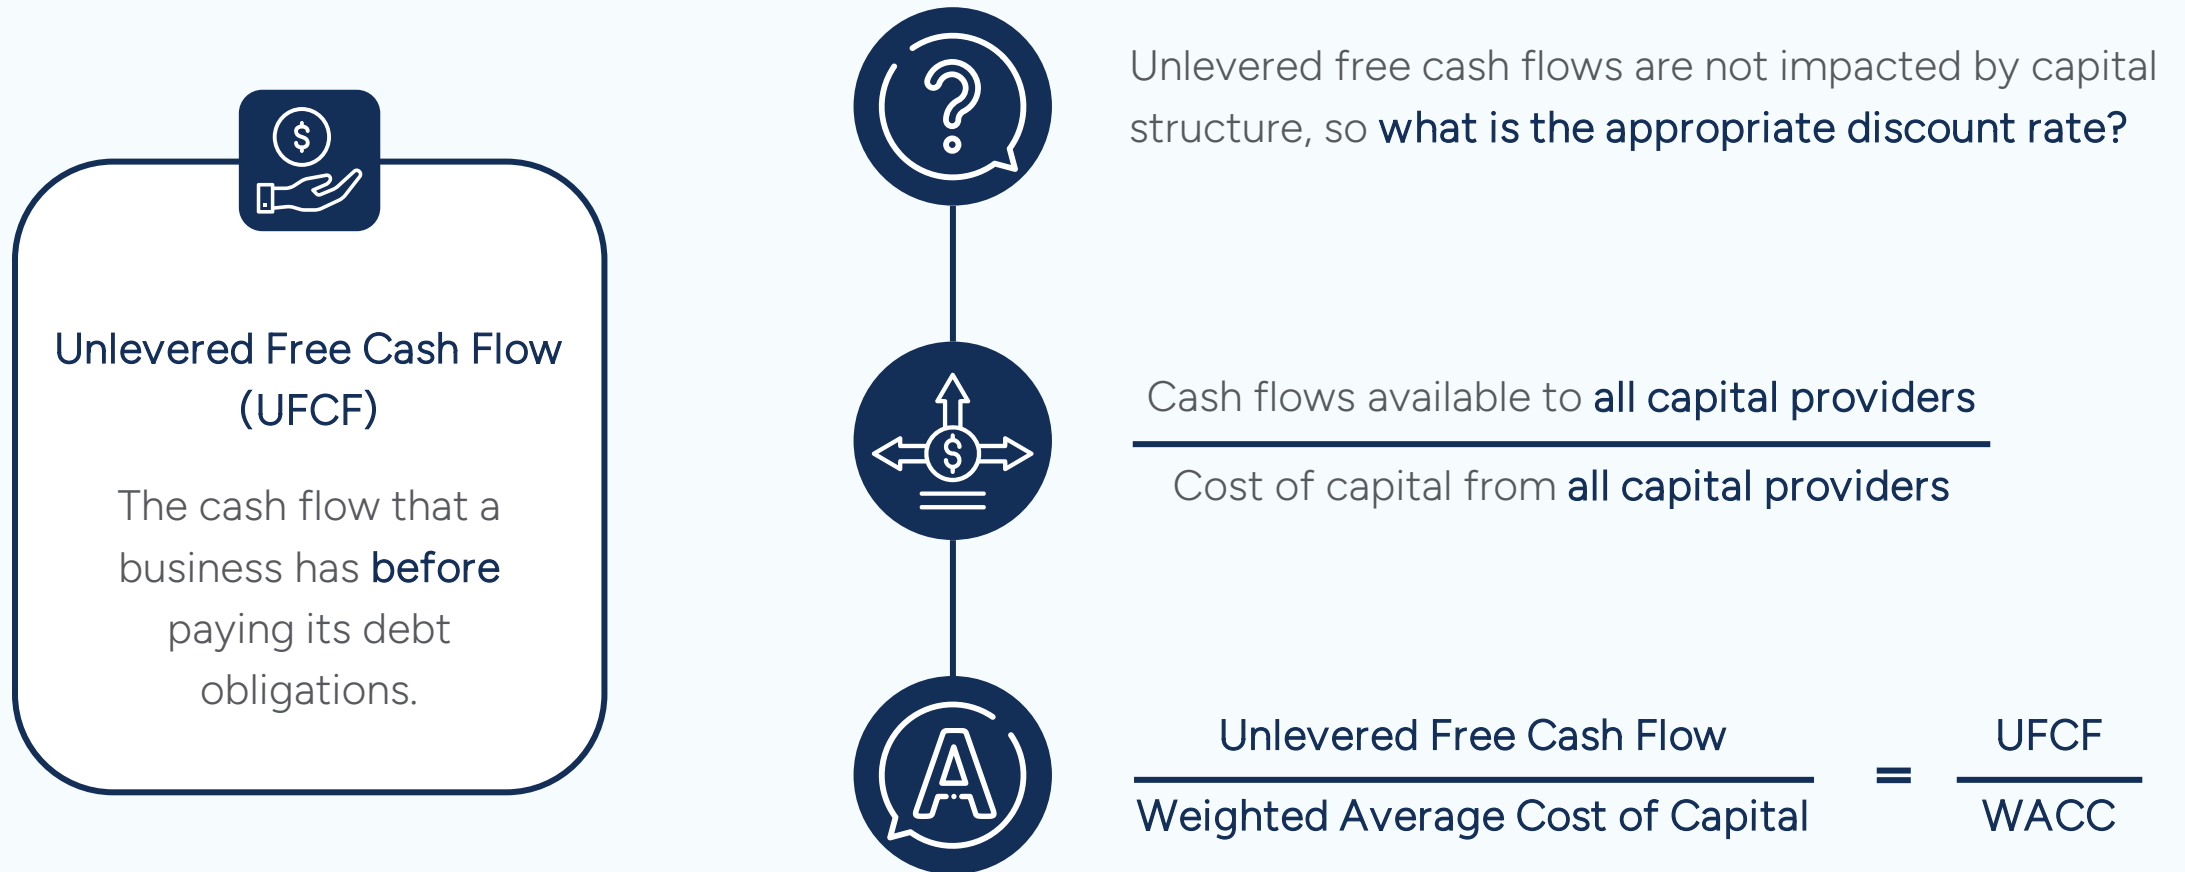 Unlevered Free Cash Flow
(UFCF)
The cash flow that a
business has before
paying its debt
obligations.
Unlevered free cash flows are not impacted by capital
structure, so what is the appropriate discount rate?
Cash flows available to all capital providers
Cost of capital from all capital providers
A
Unlevered Free Cash Flow
Weighted Average Cost of Capital
=
UFCF
WACC